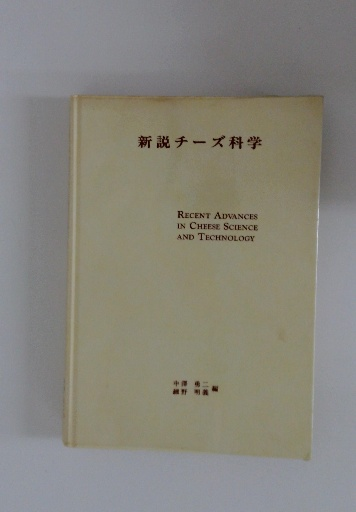 新説チーズ科学
RECENT ADVANCES
IN CHEESE SCIENCE
AND TECHNOLOGY
中澤 勇二
細野 明義 編